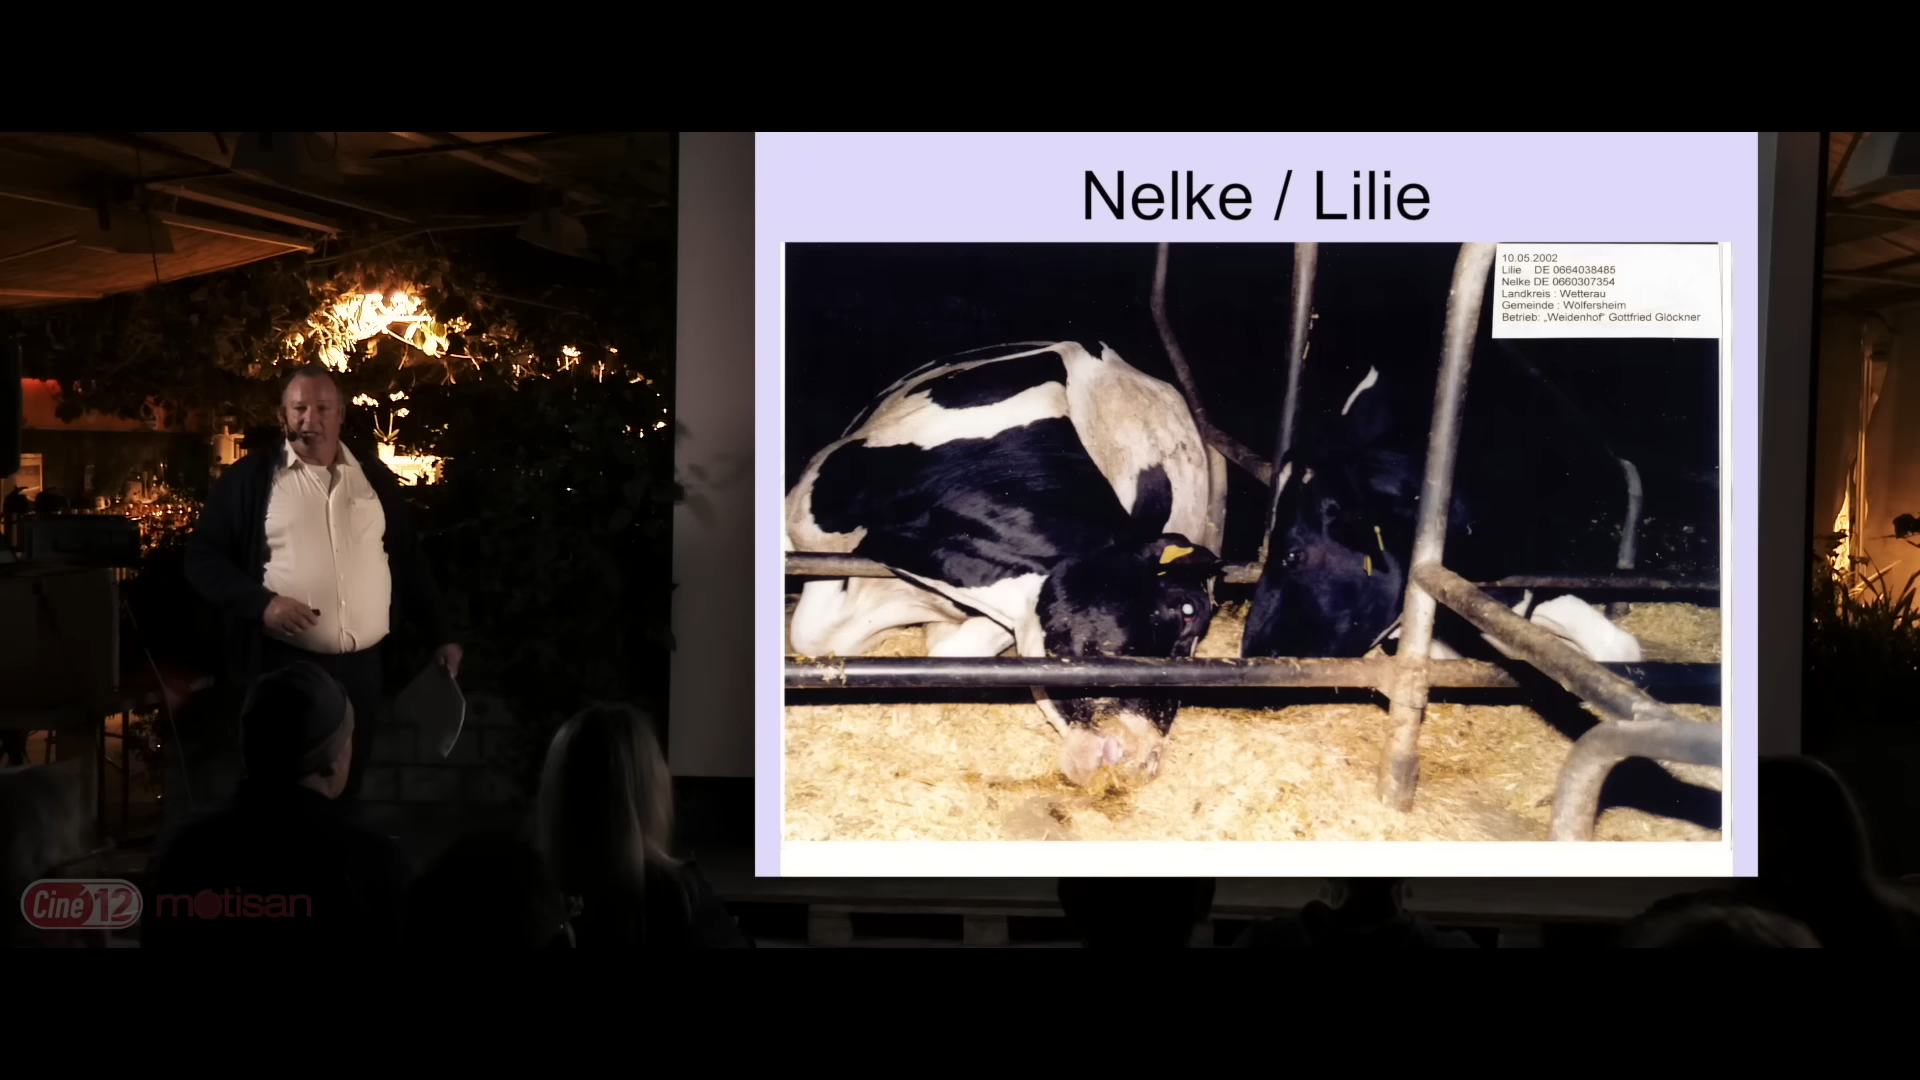 Nelke / Lilie
10.05.2002
Lilie DE 0664038485
Nelke DE 0660307354
Landkreis : Wetterau
Gemeinde : Wölfersheim
Betrieb: „Weidenhof“ Gottfried Glöckner
Ciné 12 motisan